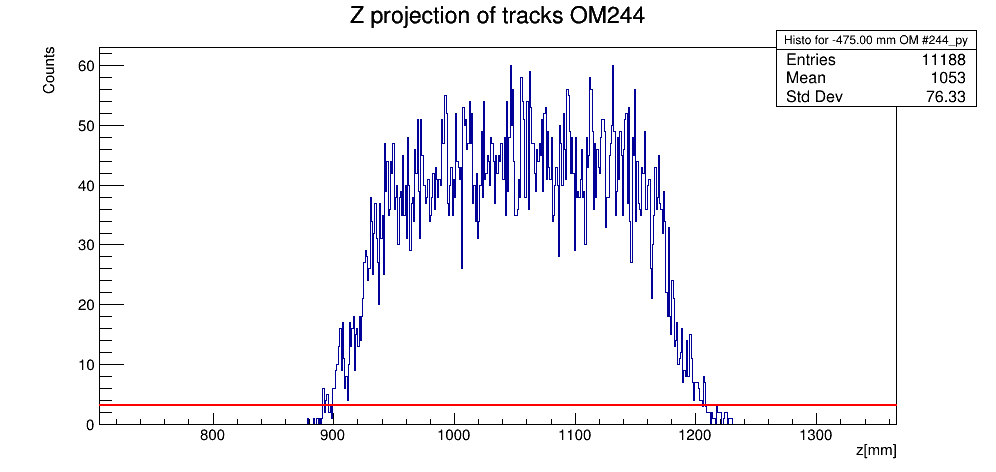 Z projection of tracks OM244
Histo for -475.00 mm OM #244_py
Entries 11188
Mean 1053
Std Dev 76.33
Counts
60
50
40
30
20
10
0
800 900 1000 1100 1200 1300
z[mm]